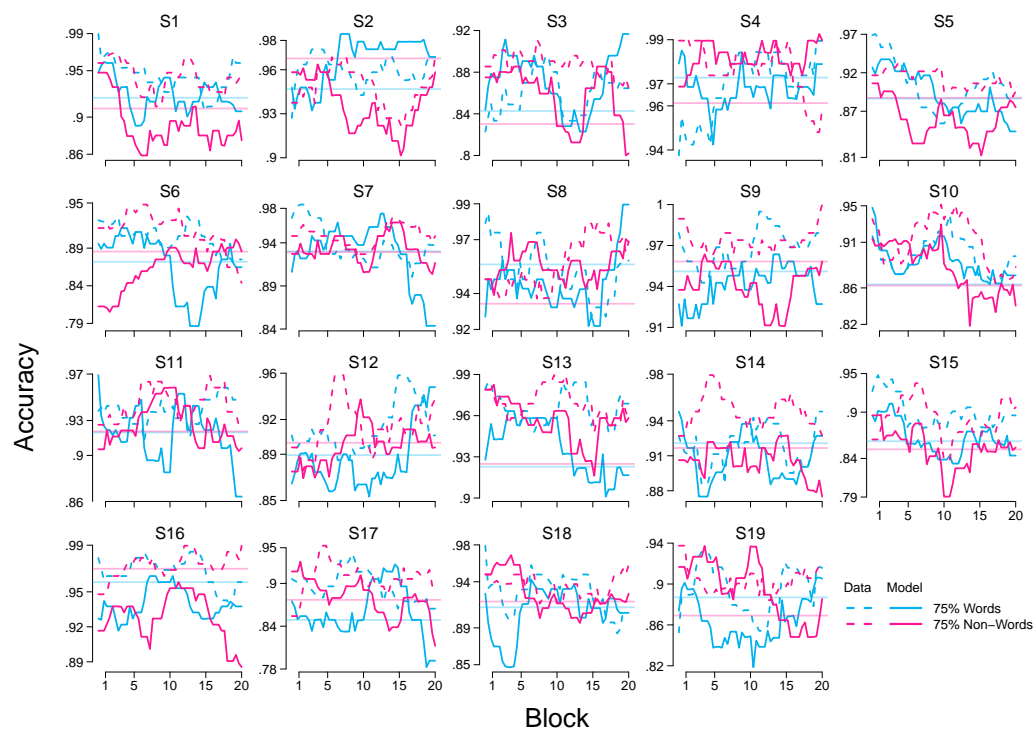 S1 S2 S3 S4 S5
.99 .95 .9 .86
.98 .96 .93 .9
.92 .88 .84 .8
.99 .97 .96 .94
.97 .92 .87 .81
S6 S7 S8 S9 S10
.95 .89 .84 .79
.98 .94 .89 .84
.99 .97 .94 .92
1 .97 .94 .91
.95 .91 .86 .82
Accuracy
S11 S12 S13 S14 S15
.97 .93 .9 .86
.96 .92 .89 .85
.99 .96 .93 .9
.98 .94 .91 .88
.95 .9 .84 .79
1 5 10 15 20
S16 S17 S18 S19
.99 .95 .92 .89
.95 .9 .84 .78
.98 .94 .89 .85
.94 .9 .86 .82
Data Model
75% Words
75% Non−Words
1 5 10 15 20 1 5 10 15 20 1 5 10 15 20 1 5 10 15 20
Block